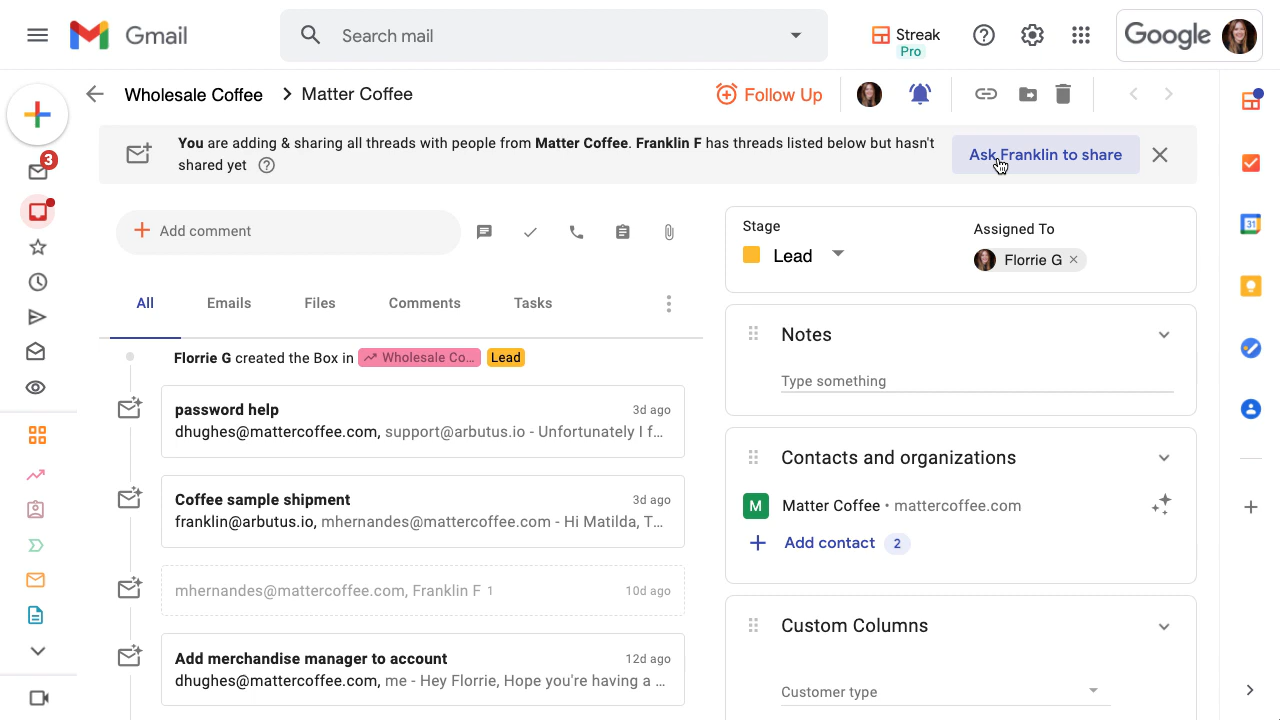 Gmail
Search mail
Streak
Pro
Google
3
Wholesale Coffee > Matter Coffee
Follow Up
You are adding & sharing all threads with people from Matter Coffee. Franklin F has threads listed below but hasn't
shared yet ?
Ask Franklin to share
Add comment
All Emails Files Comments Tasks
Florrie G created the Box in Wholesale Co... Lead
password help 3d ago
dhughes@mattercoffee.com, support@arbutus.io - Unfortunately I f...
Coffee sample shipment 3d ago
franklin@arbutus.io, mhernandes@mattercoffee.com - Hi Matilda, T...
mhernandes@mattercoffee.com, Franklin F 1 10d ago
Add merchandise manager to account 12d ago
dhughes@mattercoffee.com, me - Hey Florrie, Hope you're having a ...
Stage
Lead
Assigned To
Florrie G ×
Notes
Type something
Contacts and organizations
M Matter Coffee • mattercoffee.com
+ Add contact 2
Custom Columns
Customer type
31